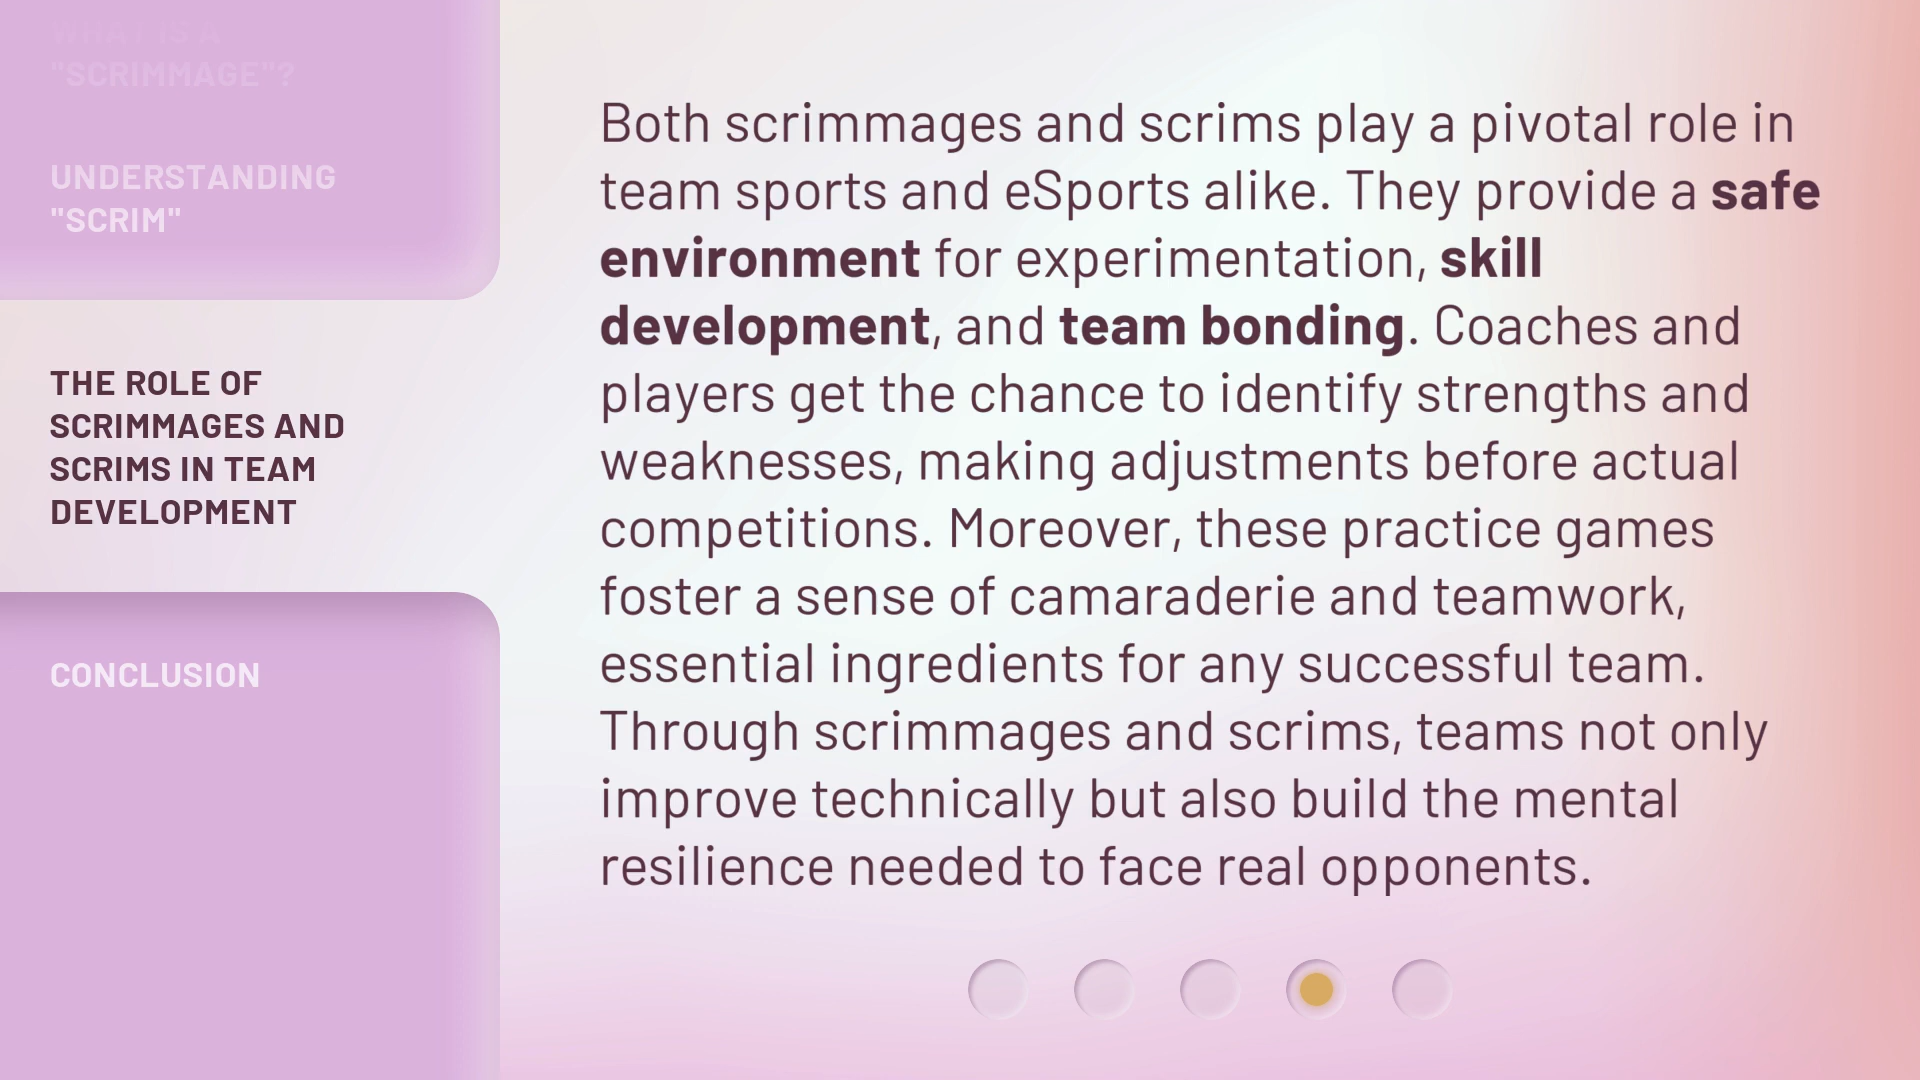 WHAT IS A
"SCRIMMAGE"?
UNDERSTANDING
"SCRIM"
THE ROLE OF
SCRIMMAGES AND
SCRIMS IN TEAM
DEVELOPMENT
CONCLUSION
Both scrimmages and scrims play a pivotal role in
team sports and eSports alike. They provide a safe
environment for experimentation, skill
development, and team bonding. Coaches and
players get the chance to identify strengths and
weaknesses, making adjustments before actual
competitions. Moreover, these practice games
foster a sense of camaraderie and teamwork,
essential ingredients for any successful team.
Through scrimmages and scrims, teams not only
improve technically but also build the mental
resilience needed to face real opponents.